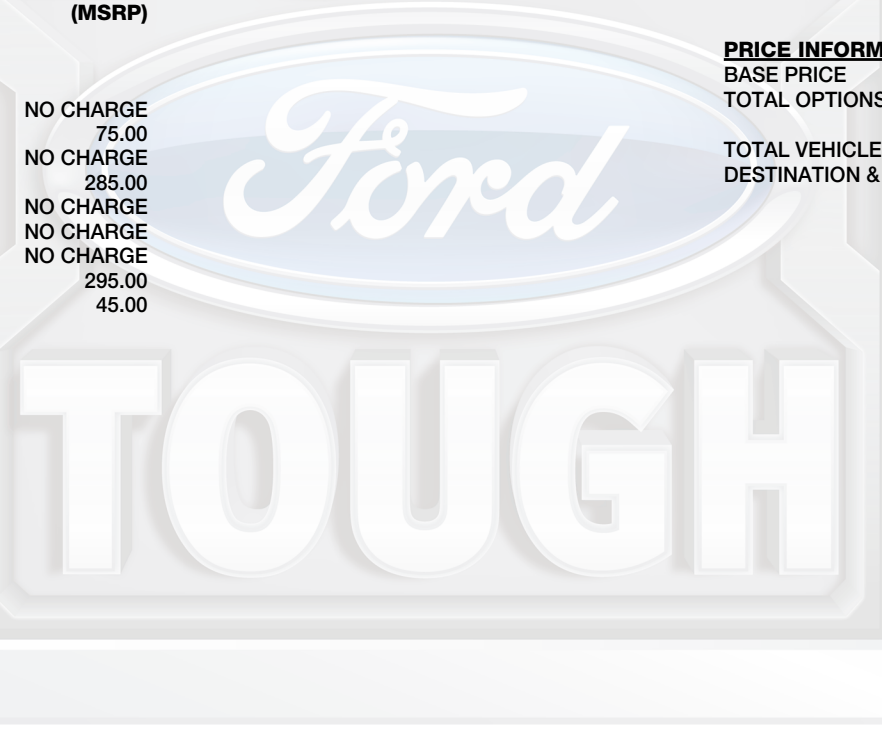 (MSRP)
NO CHARGE
75.00
NO CHARGE
285.00
NO CHARGE
NO CHARGE
NO CHARGE
295.00
45.00
PRICE INFORM
BASE PRICE
TOTAL OPTIONS
TOTAL VEHICLE
DESTINATION &
Ford
TOUGH